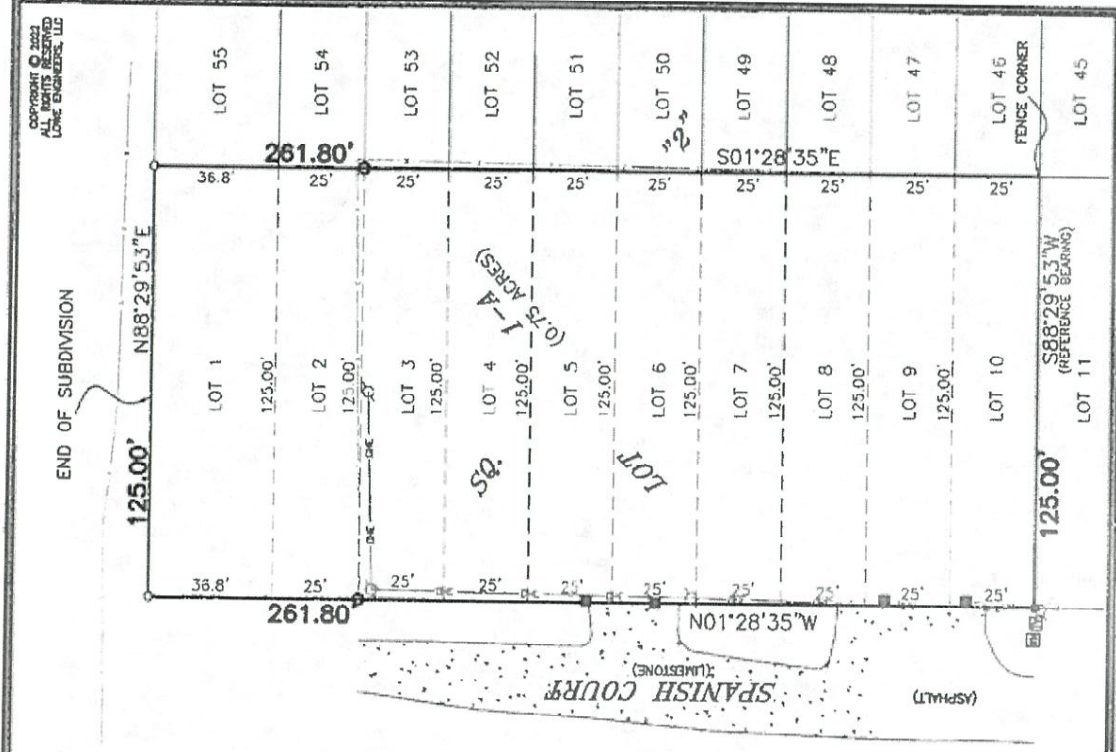 COPYRIGHT © 2022
ALL RIGHTS RESERVED
LOWE ENGINEERS, LLC
END OF SUBDIVISION
LOT 55
LOT 54
LOT 53
LOT 52
LOT 51
LOT 50
LOT 49
LOT 48
LOT 47
LOT 46
FENCE CORNER
LOT 45
261.80'
S01°28'35"E
36.8'
25'
25'
25'
25'
25'
25'
25'
25'
25'
N88°29'53"E
125.00'
1-A
(0.75 ACRES)
SQ.
"2"
LOT
LOT 1
125.00'
LOT 2
125.00'
LOT 3
125.00'
LOT 4
125.00'
LOT 5
125.00'
LOT 6
125.00'
LOT 7
125.00'
LOT 8
125.00'
LOT 9
125.00'
LOT 10
S88°29'53"W
(REFERENCE BEARING)
LOT 11
125.00'
OHE
OHE
36.8'
25'
25'
25'
25'
25'
25'
25'
25'
261.80'
N01°28'35"W
SPANISH COURT
(LIMESTONE)
(ASPHALT)